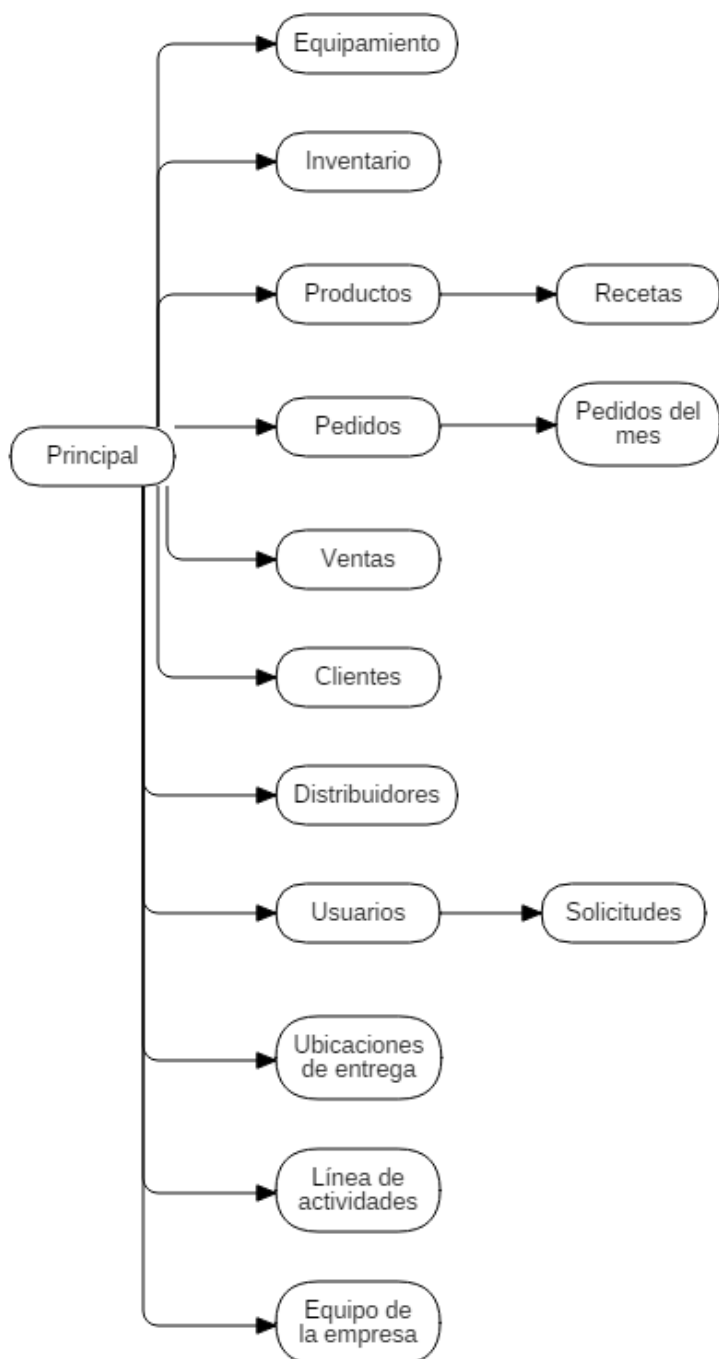 Equipamiento
Inventario
Productos
Recetas
Pedidos
Pedidos del
mes
Principal
Ventas
Clientes
Distribuidores
Usuarios
Solicitudes
Ubicaciones
de entrega
Línea de
actividades
Equipo de
la empresa